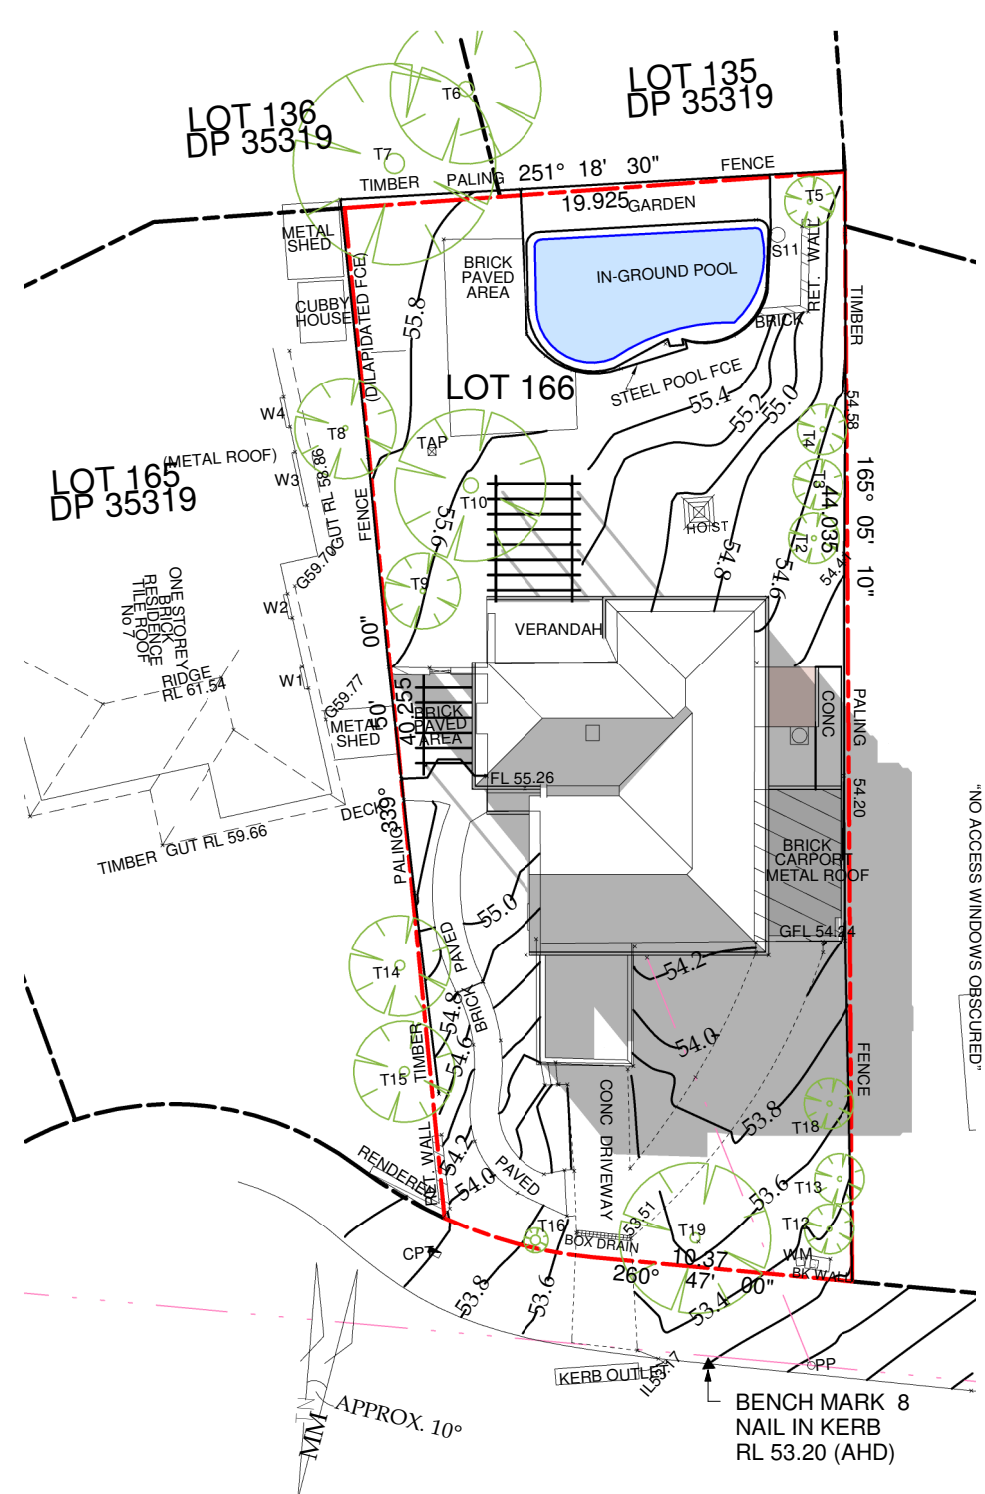 LOT 136
DP 35319
LOT 135
DP 35319
T6
T7
TIMBER
PALING
251° 18' 30"
FENCE
19.925
GARDEN
T5
METAL
SHED
CUBBY
HOUSE
(DILAPIDATED FCE)
55.8
BRICK
PAVED
AREA
IN-GROUND POOL
S11
RET. WALL
BRICK
TIMBER
STEEL POOL FCE
LOT 166
55.4
55.2
55.0
54.58
W4
T8
TAP
T4
LOT 165
DP 35319
(METAL ROOF)
W3
GUT RL 58.86
FENCE
T10
55.6
T3
44.035
165° 05' 10"
HOIST
T2
54.41
G59.70
54.8
54.6
T9
ONE STOREY
BRICK
RESIDENCE
TILE ROOF
No 7
W2
VERANDAH
RIDGE
RL 61.54
W1
G59.77
339° 50' 00"
40.255
METAL
SHED
BRICK
PAVED
AREA
CONC
PALING
FL 55.26
54.20
DECK
TIMBER
GUT RL 59.66
PALING
BRICK
CARPORT
METAL ROOF
"NO ACCESS WINDOWS OBSCURED"
55.0
GFL 54.24
BRICK PAVED
T14
54.2
54.8
54.6
54.0
TIMBER
T15
FENCE
CONC DRIVEWAY
53.8
T18
RENDERED
RET. WALL
54.2
54.0
PAVED
53.6
T13
T16
53.51
T19
T12
CPT
BOX DRAIN
WM
BK WALL
10.37
260° 47' 00"
53.8
53.6
53.4
PP
KERB OUTLET
IL53.17
APPROX. 10°
MM
BENCH MARK 8
NAIL IN KERB
RL 53.20 (AHD)